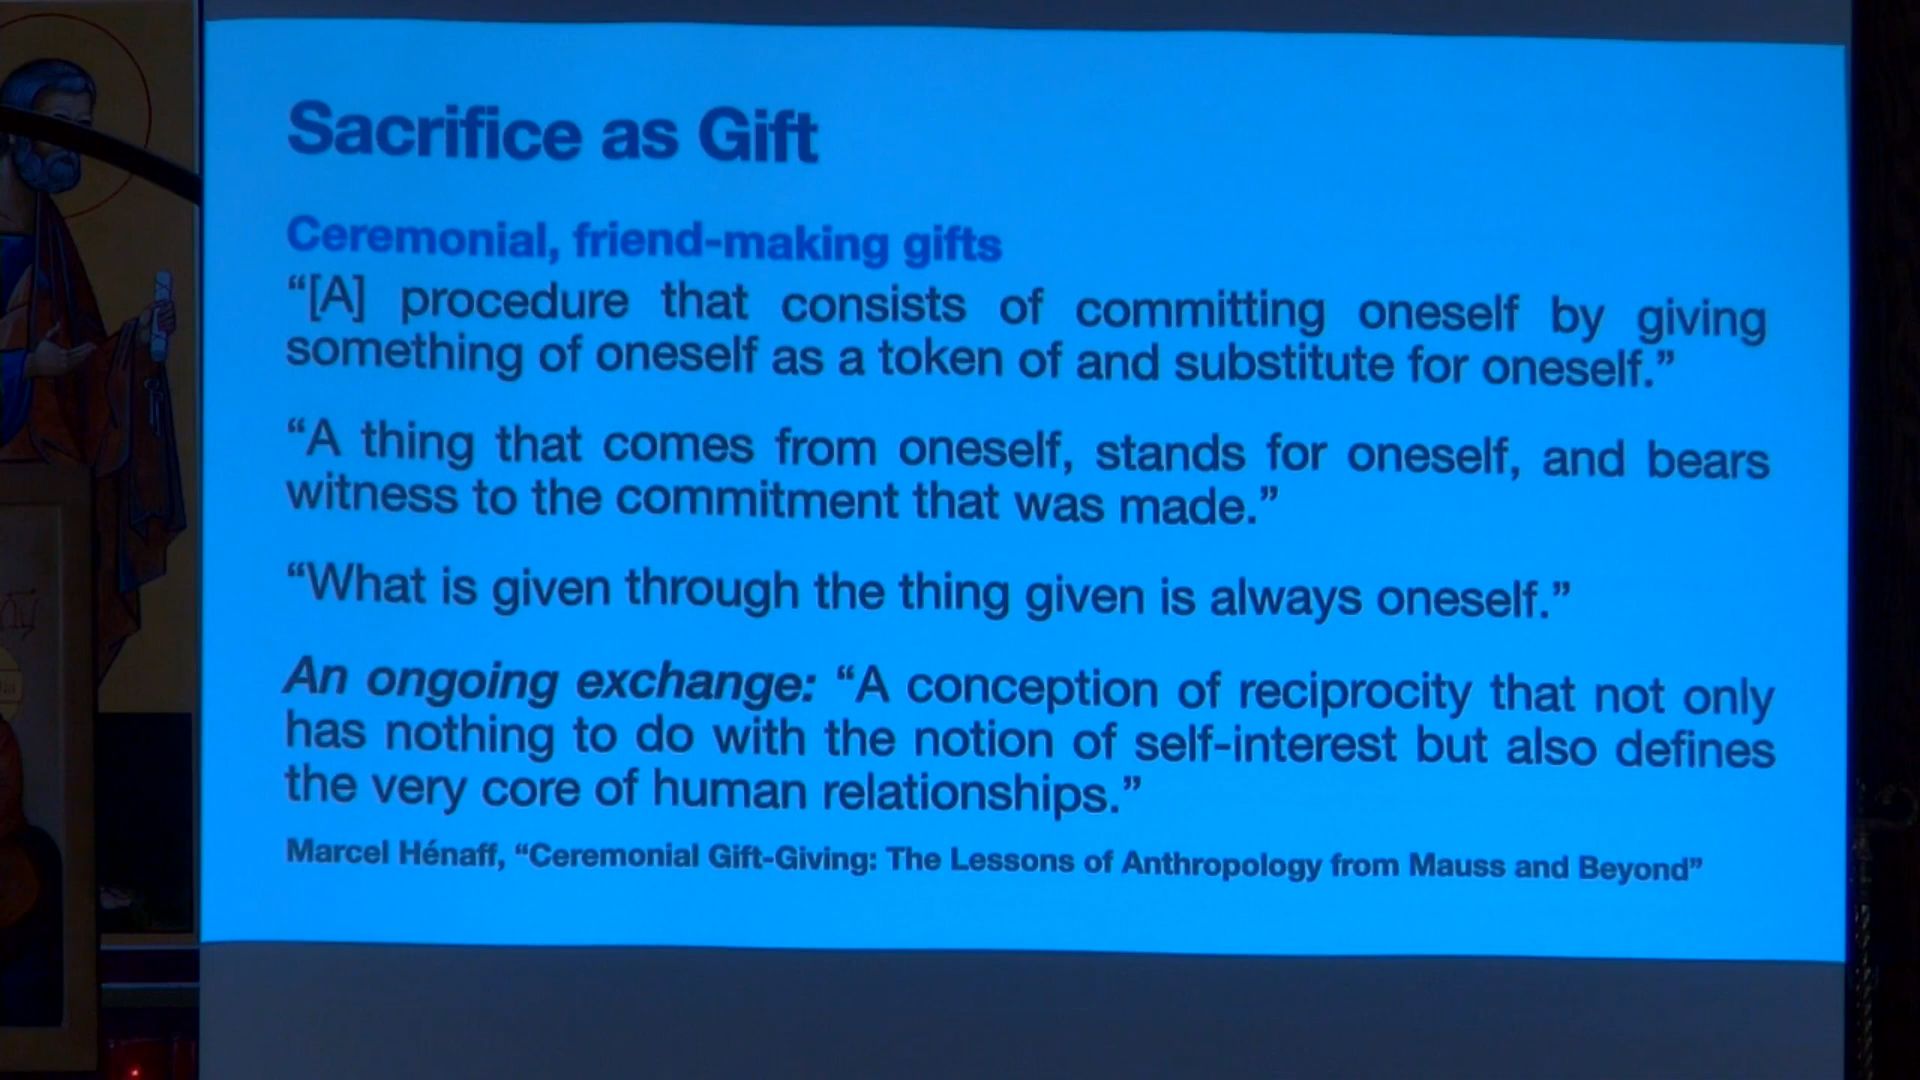 Sacrifice as Gift
Ceremonial, friend-making gifts
“[A] procedure that consists of committing oneself by giving
something of oneself as a token of and substitute for oneself.”
“A thing that comes from oneself, stands for oneself, and bears
witness to the commitment that was made.”
“What is given through the thing given is always oneself.”
An ongoing exchange: “A conception of reciprocity that not only
has nothing to do with the notion of self-interest but also defines
the very core of human relationships.”
Marcel Hénaff, “Ceremonial Gift-Giving: The Lessons of Anthropology from Mauss and Beyond”